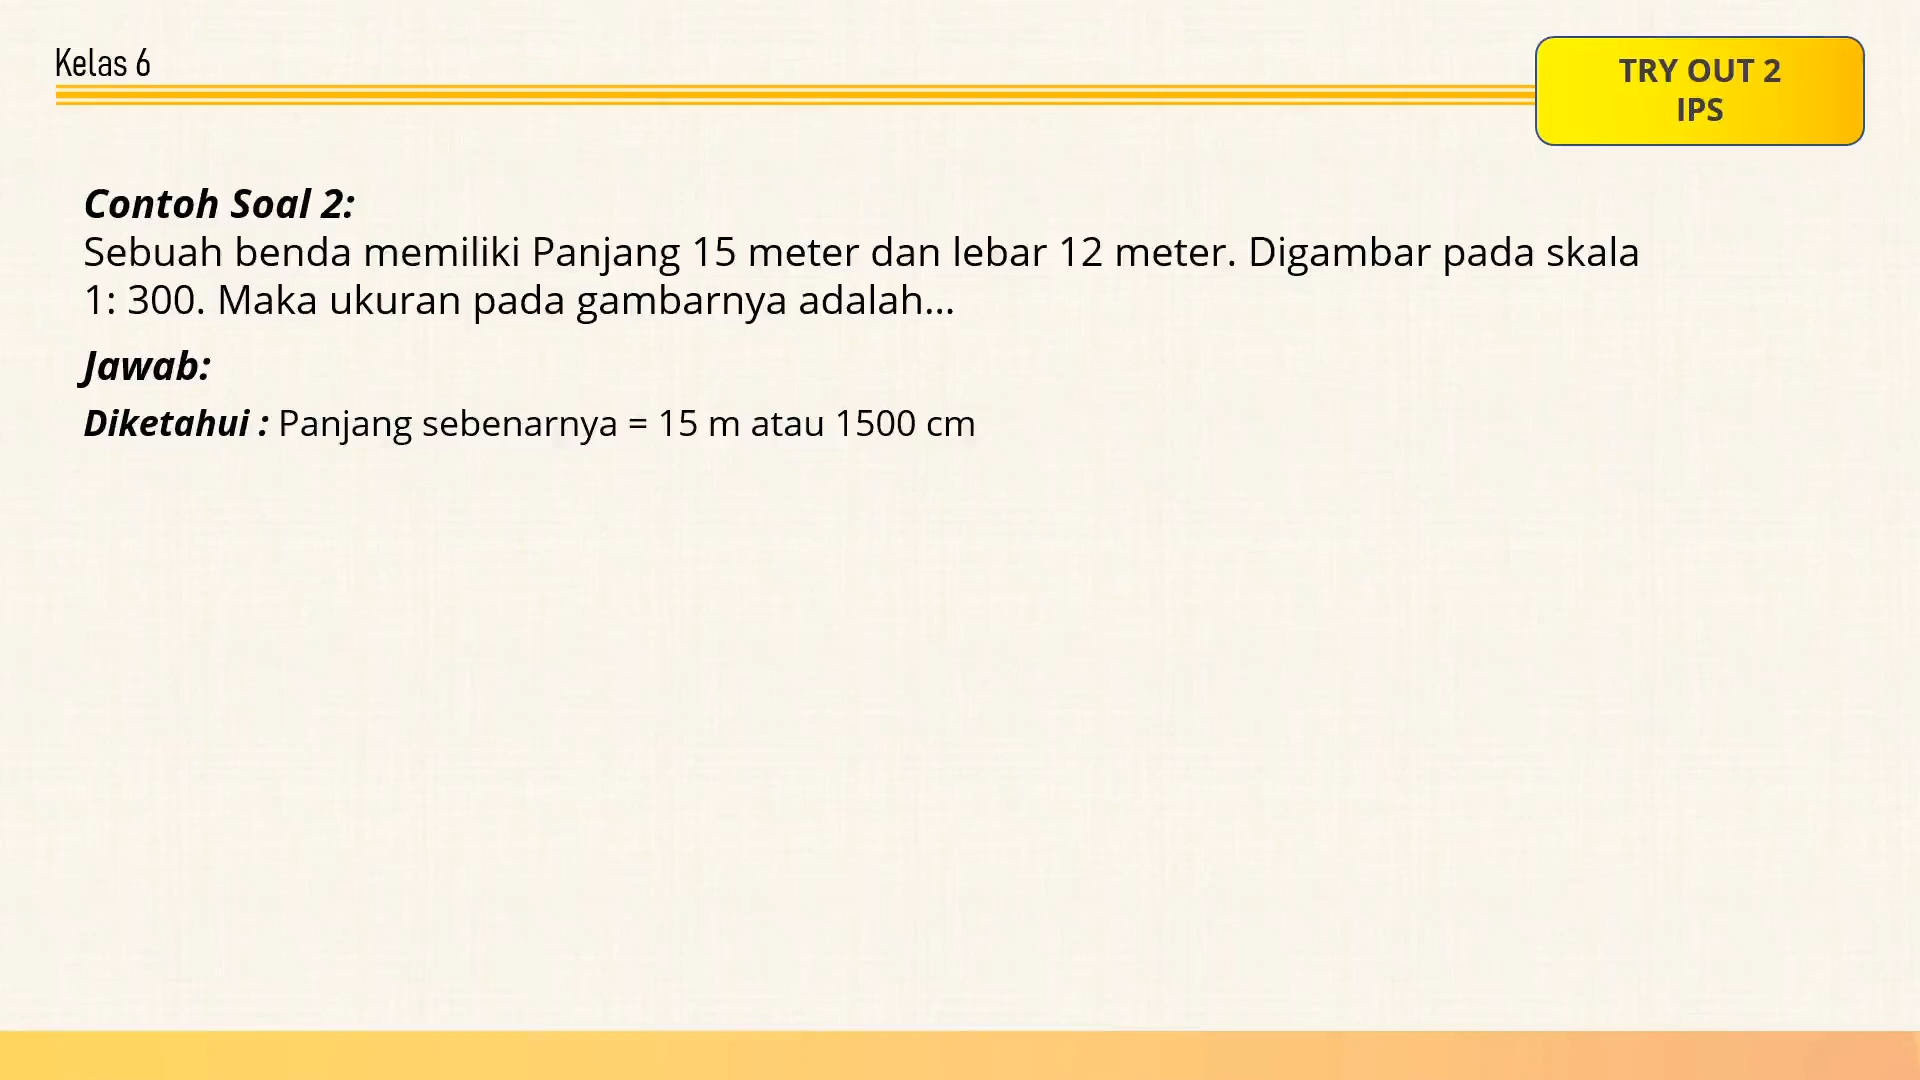 Kelas 6
TRY OUT 2
IPS
Contoh Soal 2:
Sebuah benda memiliki Panjang 15 meter dan lebar 12 meter. Digambar pada skala
1: 300. Maka ukuran pada gambarnya adalah...
Jawab:
Diketahui : Panjang sebenarnya = 15 m atau 1500 cm